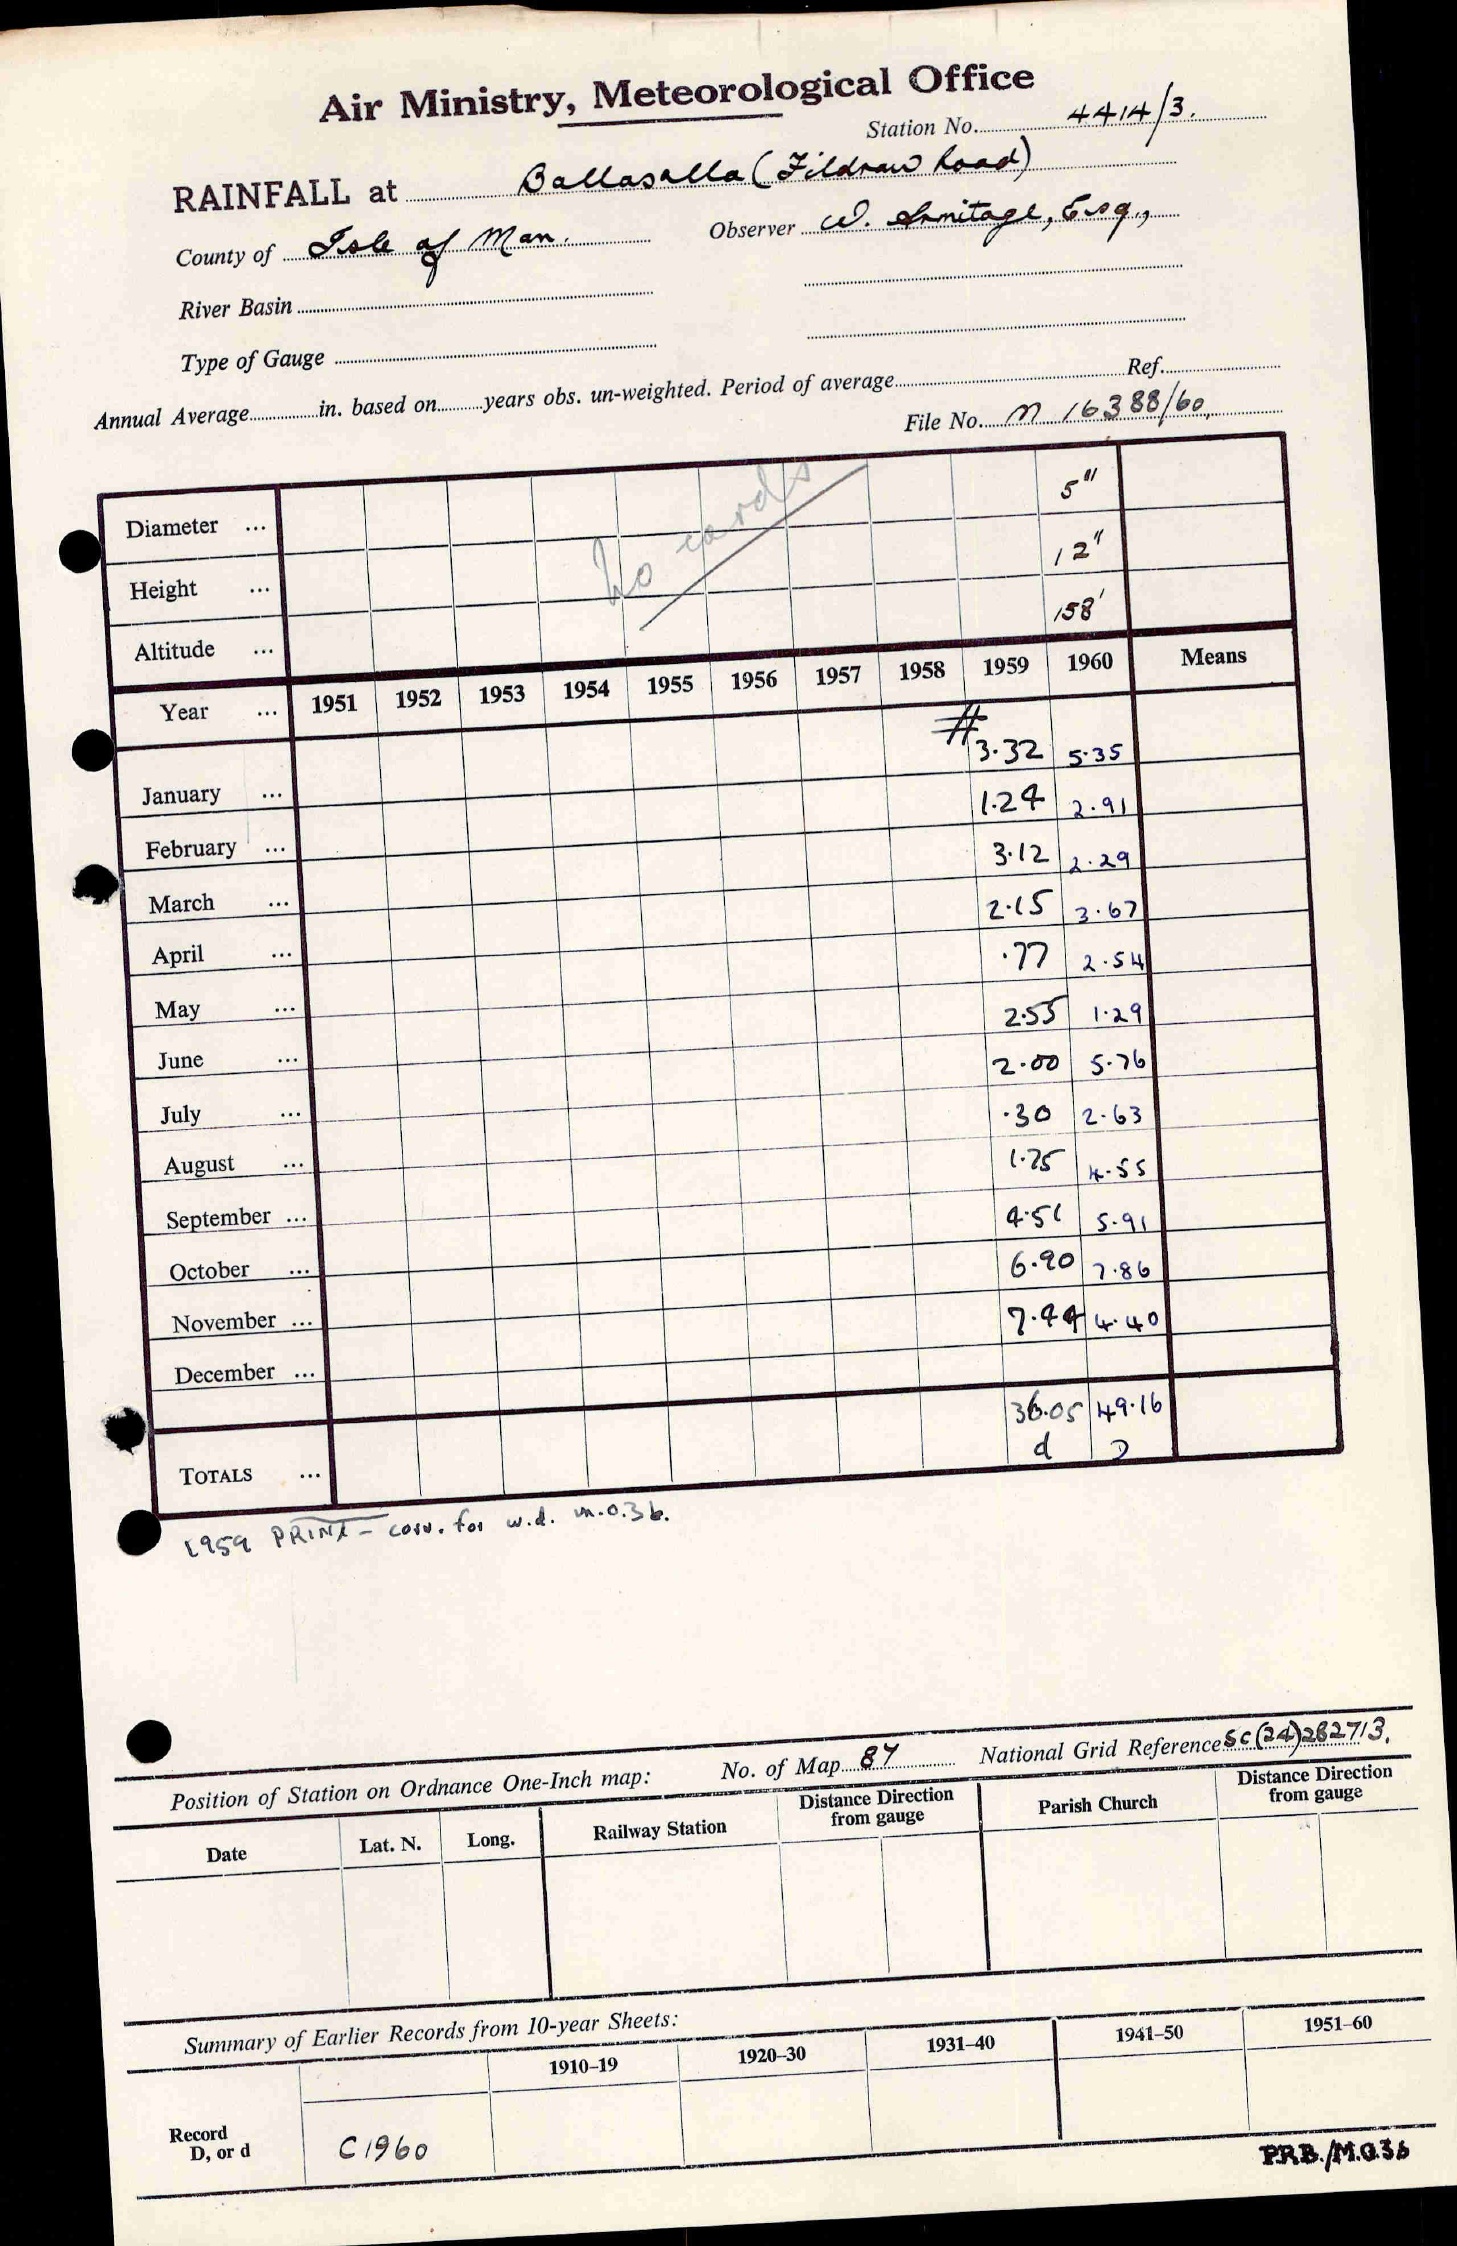 Air Ministry, Meteorological Office
Station No. 4414/3.
RAINFALL at Ballasalla (Fildraw Road)
County of Isle of Man. Observer W. Armitage, Esq.,
River Basin
Type of Gauge
Annual Average in. based on years obs. un-weighted. Period of average Ref.
File No. M 16388/60,
No cards
Diameter ... 5"
Height ... 12"
Altitude ... 158'
Year ... 1951 1952 1953 1954 1955 1956 1957 1958 1959 1960 Means
January ... # 3.32 5.35
February ... 1.24 2.91
March ... 3.12 2.29
April ... 2.15 3.67
May ... .77 2.54
June ... 2.55 1.29
July ... 2.00 5.76
August ... .30 2.63
September ... 1.75 4.55
October ... 4.51 5.91
November ... 6.90 7.86
December ... 7.44 4.40
TOTALS ... 36.05 49.16
d D
1959 PRINT - corr. for w.d. m.o.3b.
Position of Station on Ordnance One-Inch map: No. of Map 87 National Grid Reference SC(24)282713.
Date Lat. N. Long. Railway Station Distance Direction from gauge Parish Church Distance Direction from gauge
Summary of Earlier Records from 10-year Sheets:
1910–19 1920–30 1931–40 1941–50 1951–60
Record
D, or d C1960
P.R.B./M.O.3b